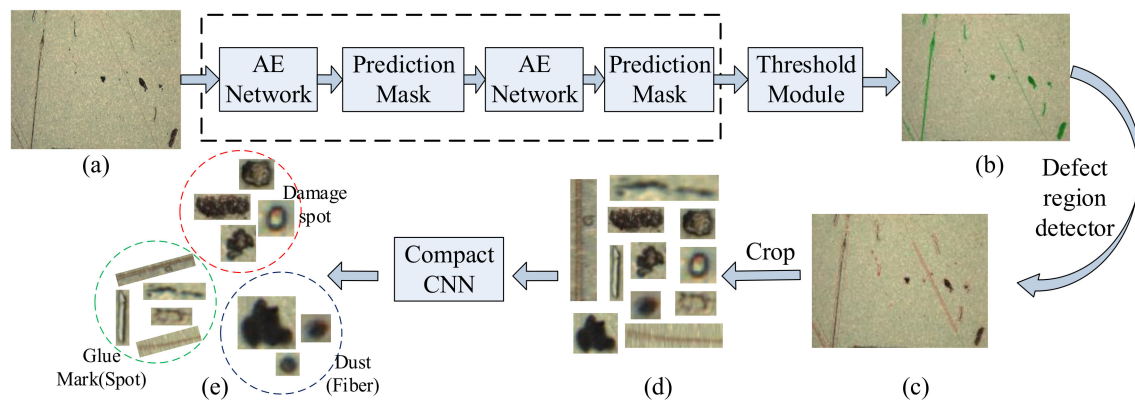 AE
Network
Prediction
Mask
AE
Network
Prediction
Mask
Threshold
Module
(a)
(b)
Defect
region
detector
Damage
spot
Compact
CNN
Crop
Glue
Mark(Spot)
(e)
Dust
(Fiber)
(d)
(c)